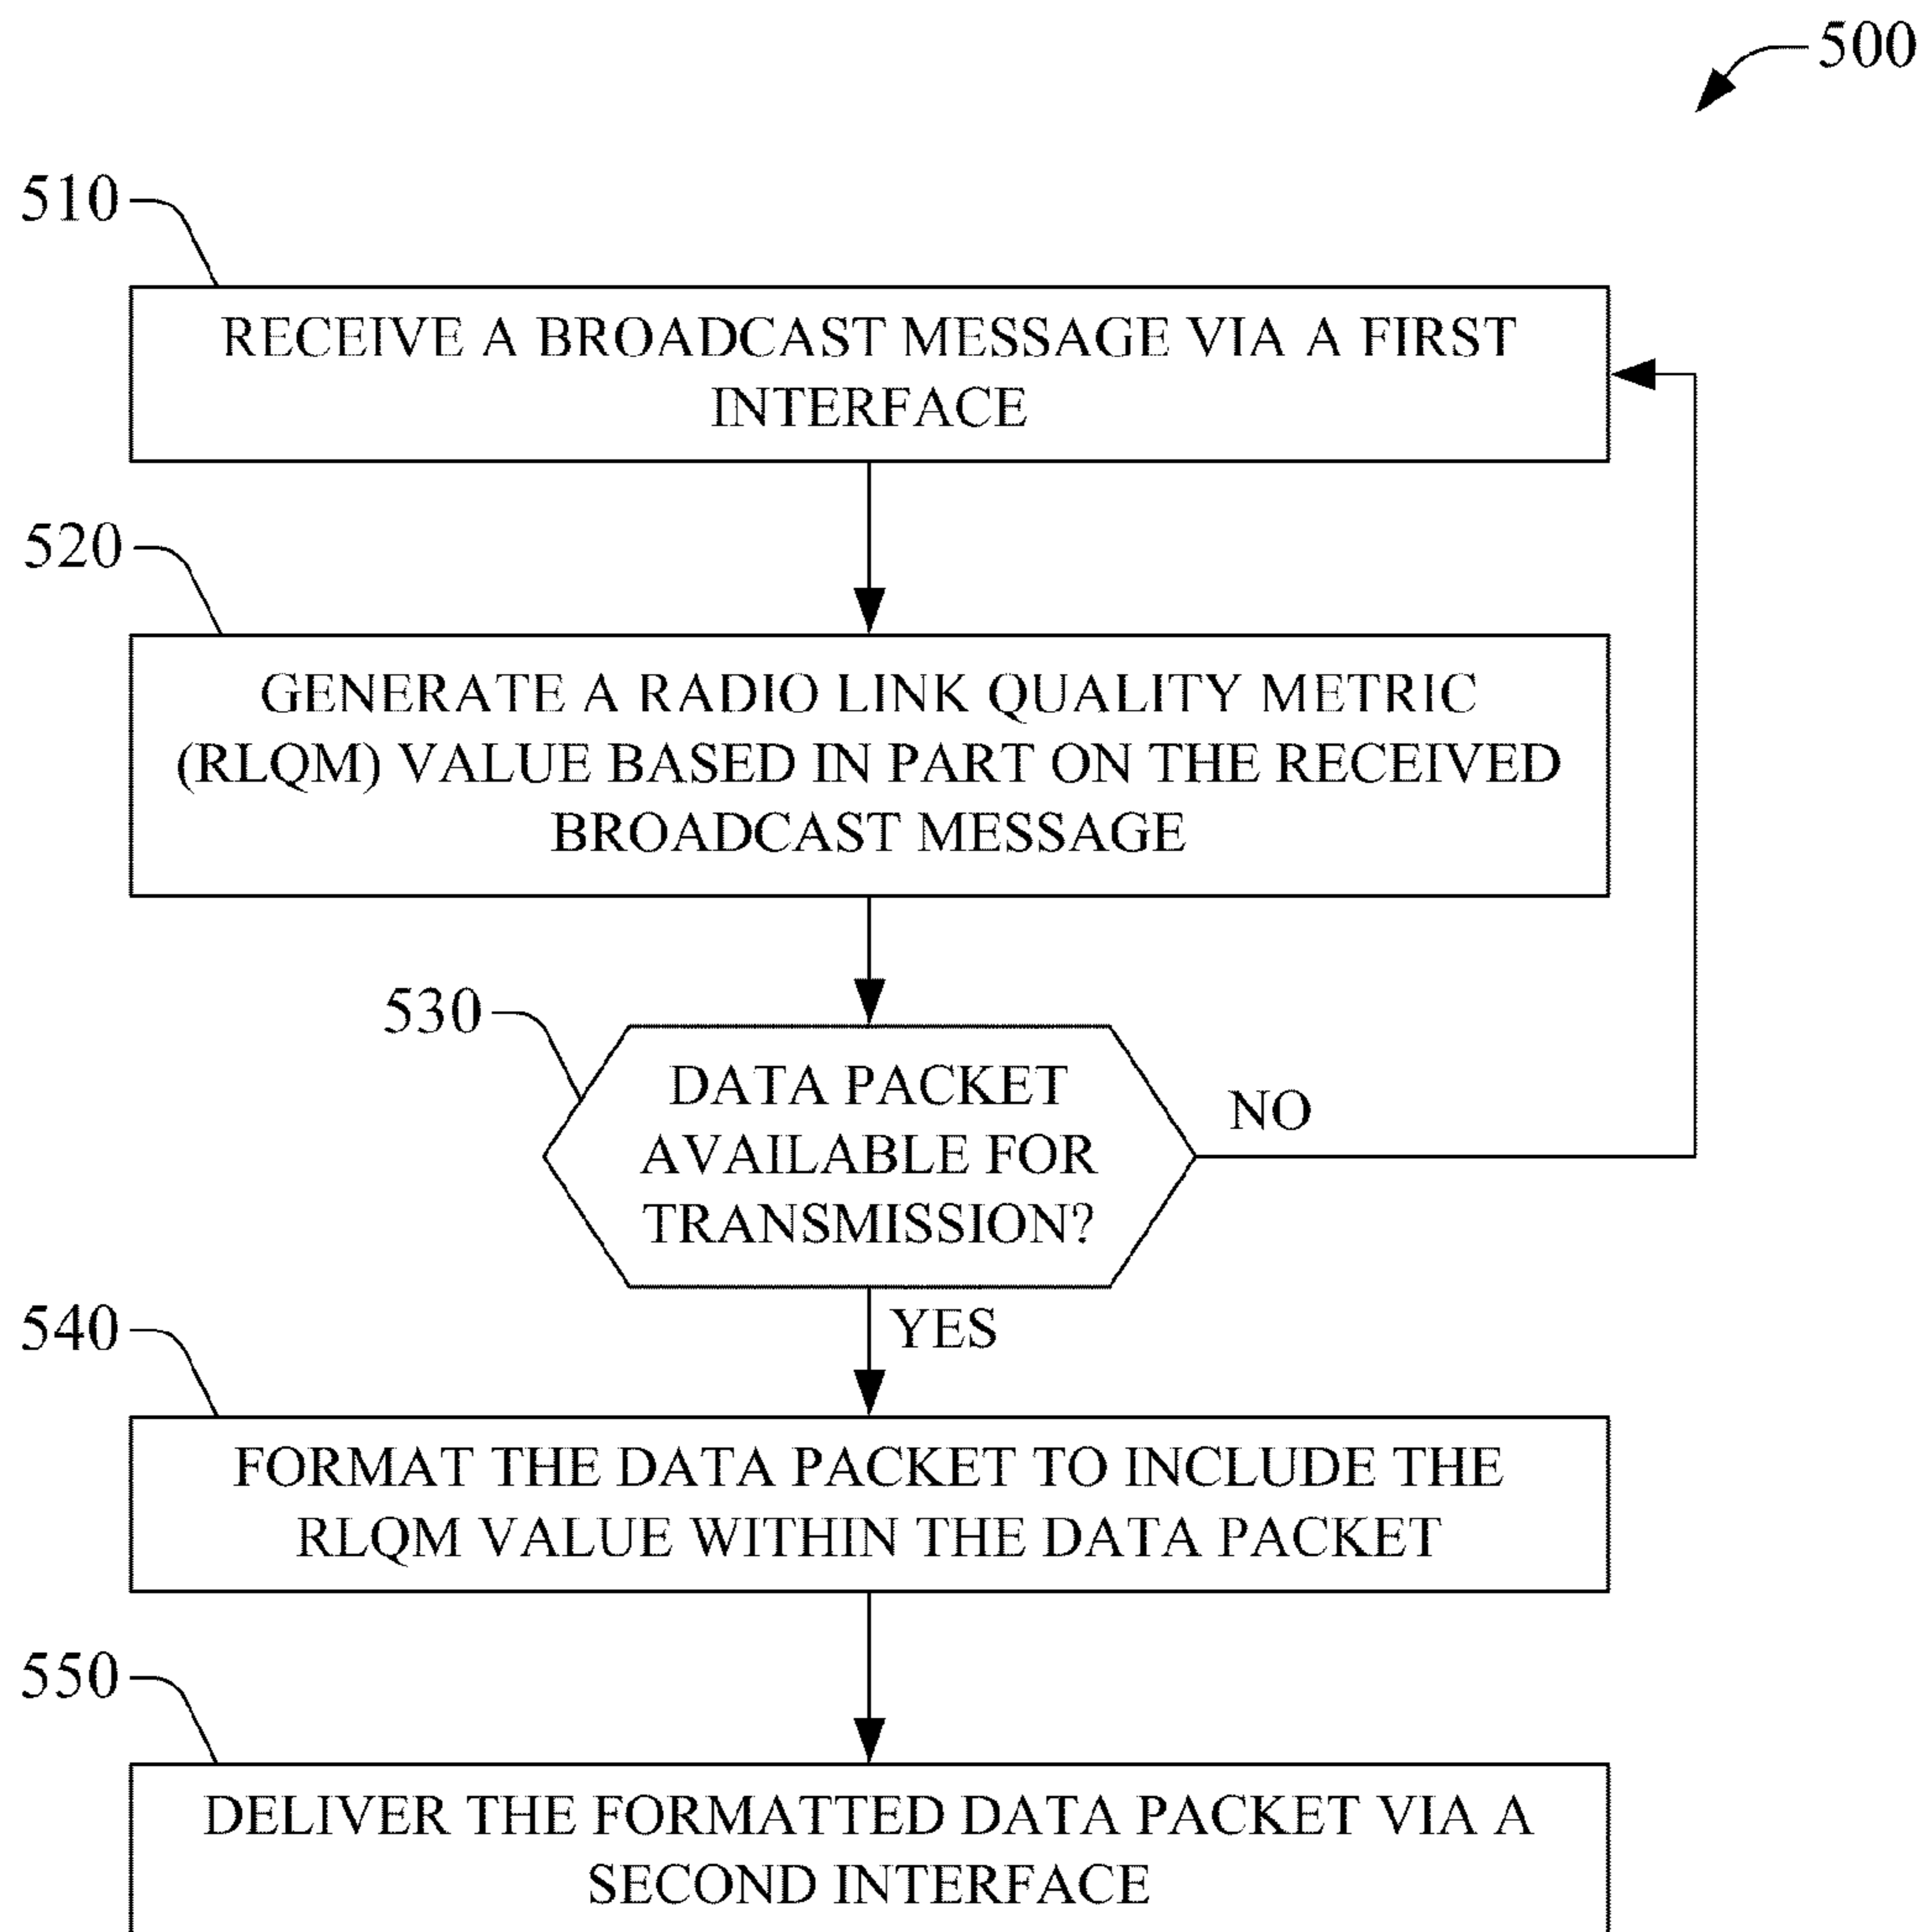 500
510
RECEIVE A BROADCAST MESSAGE VIA A FIRST
INTERFACE
520
GENERATE A RADIO LINK QUALITY METRIC
(RLQM) VALUE BASED IN PART ON THE RECEIVED
BROADCAST MESSAGE
530
DATA PACKET
AVAILABLE FOR
TRANSMISSION?
NO
YES
540
FORMAT THE DATA PACKET TO INCLUDE THE
RLQM VALUE WITHIN THE DATA PACKET
550
DELIVER THE FORMATTED DATA PACKET VIA A
SECOND INTERFACE